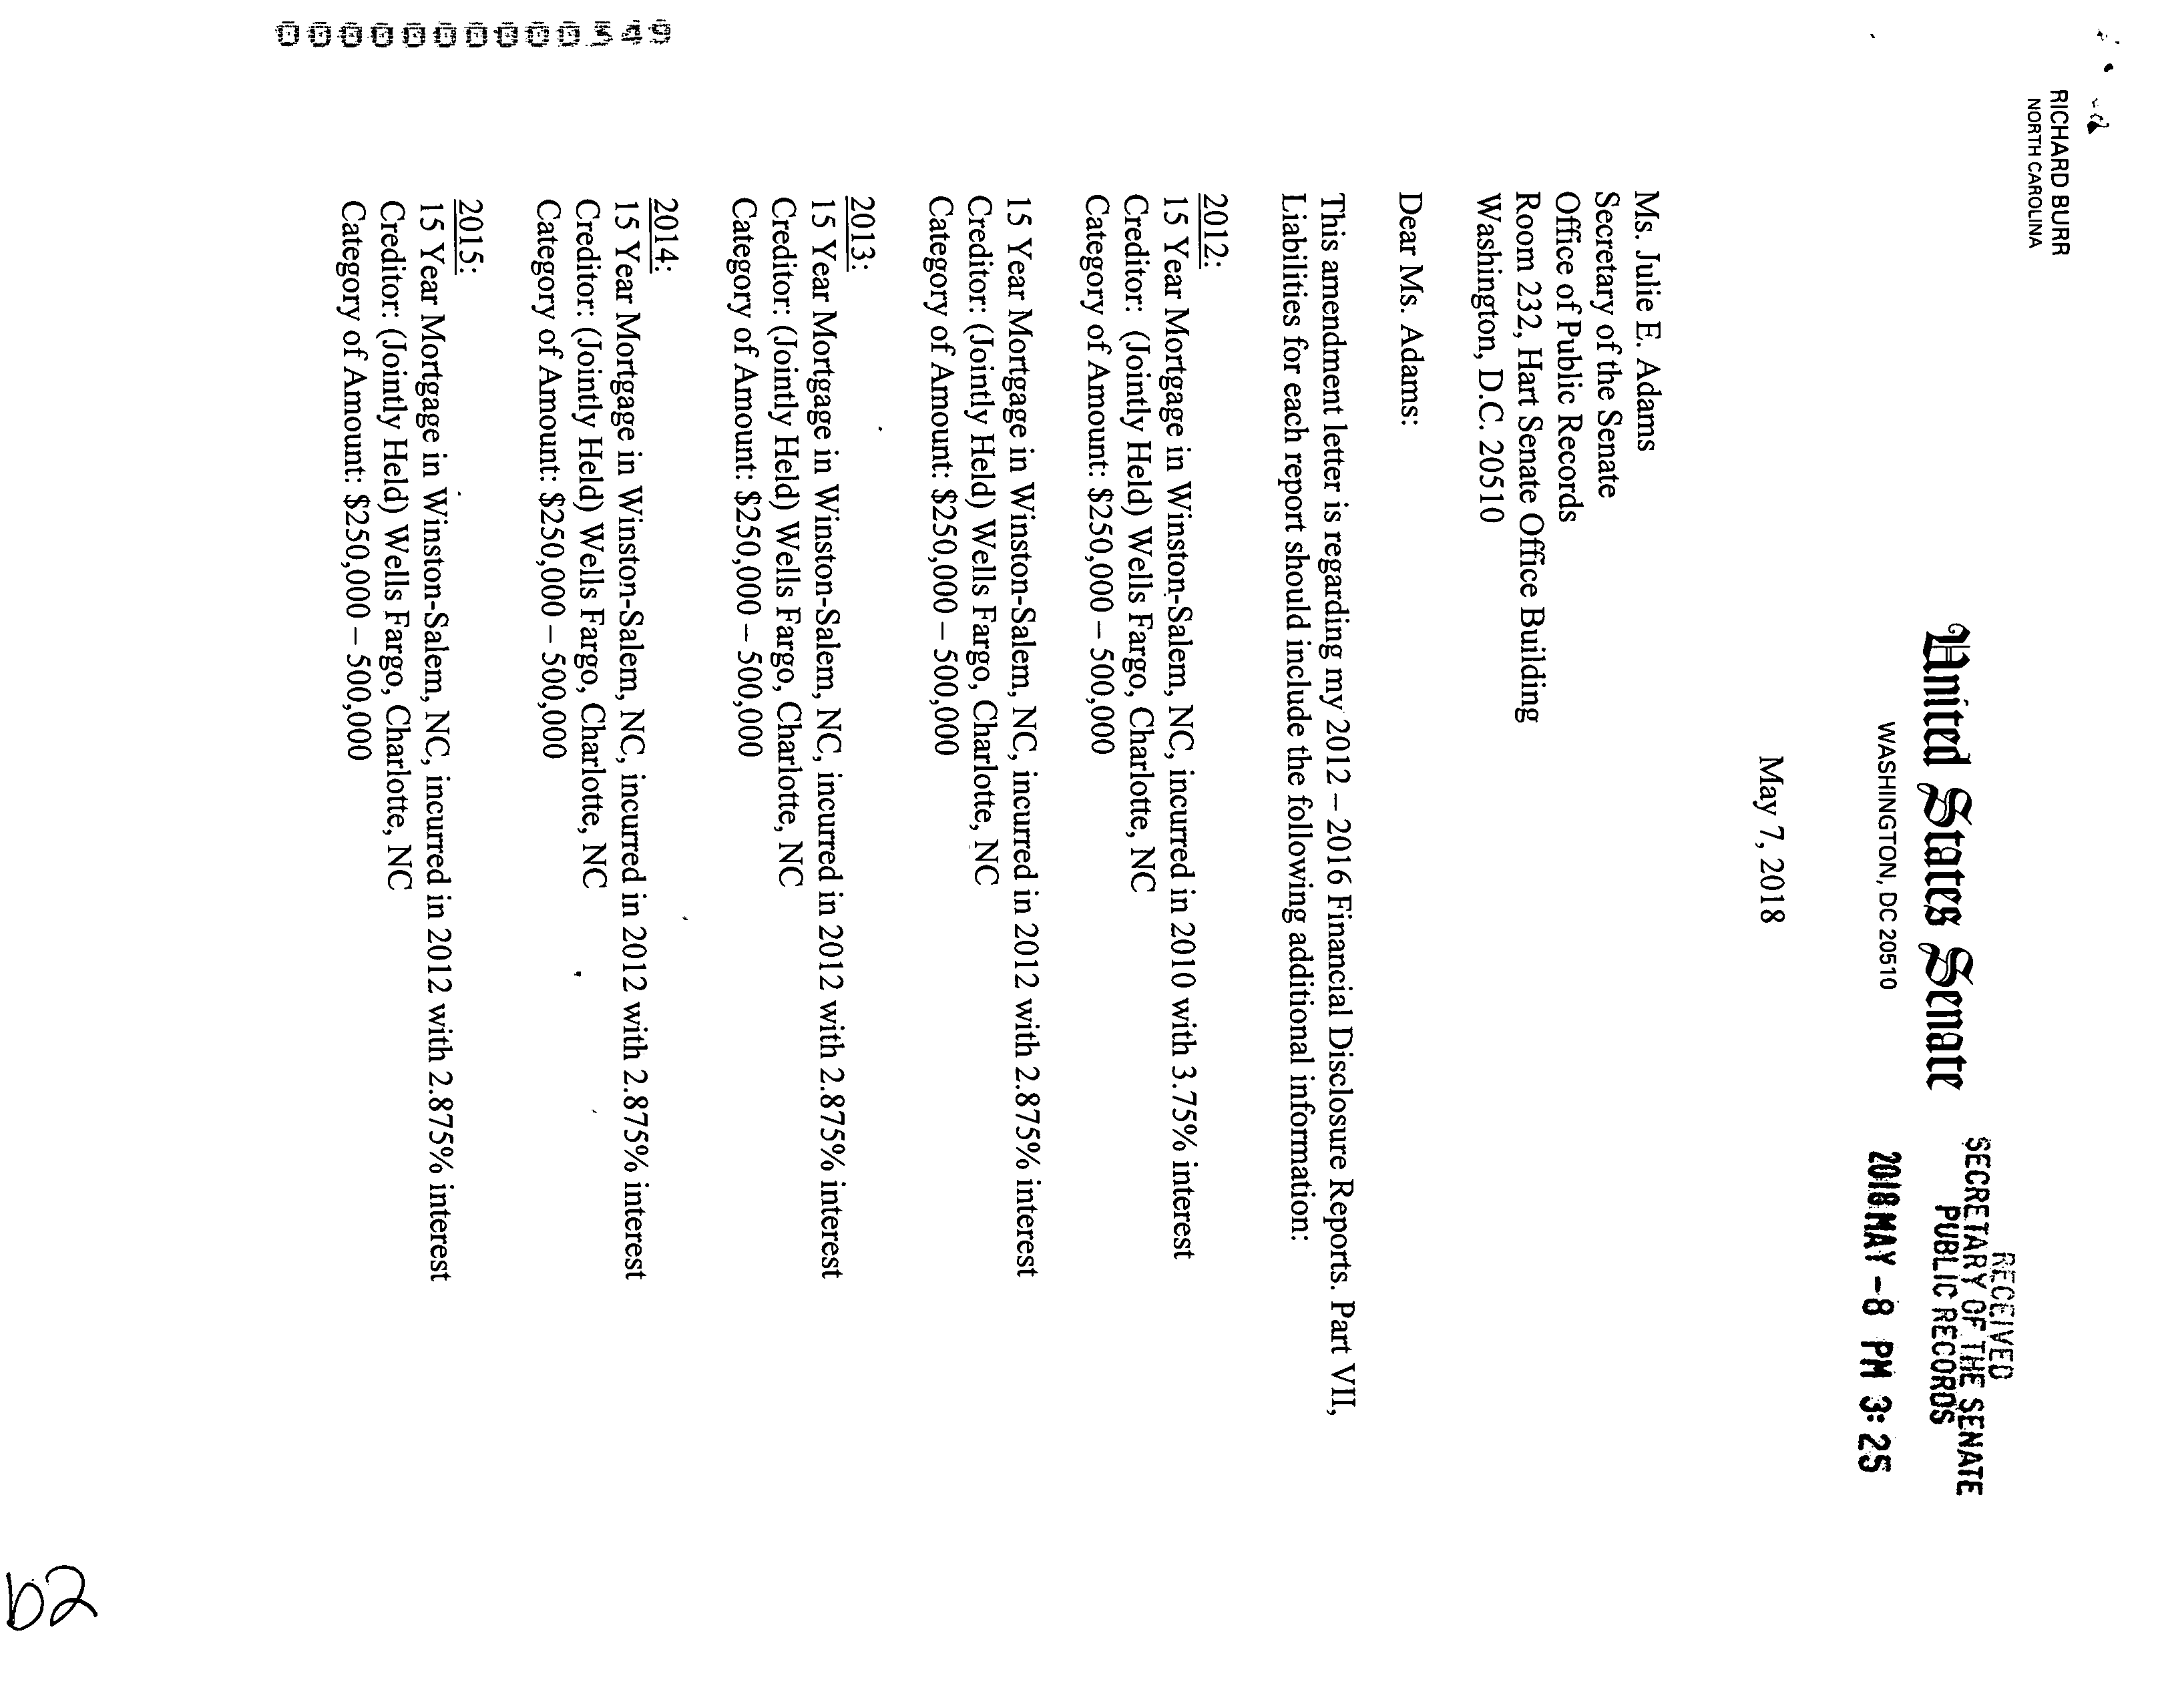 RICHARD BURR
NORTH CAROLINA
United States Senate
WASHINGTON, DC 20510
RECEIVED
SECRETARY OF THE SENATE
PUBLIC RECORDS
2018 MAY -8 PM 3:25
May 7, 2018
Ms. Julie E. Adams
Secretary of the Senate
Office of Public Records
Room 232, Hart Senate Office Building
Washington, D.C. 20510
Dear Ms. Adams:
This amendment letter is regarding my 2012 – 2016 Financial Disclosure Reports. Part VII,
Liabilities for each report should include the following additional information:
2012:
15 Year Mortgage in Winston-Salem, NC, incurred in 2010 with 3.75% interest
Creditor: (Jointly Held) Wells Fargo, Charlotte, NC
Category of Amount: $250,000 – 500,000
15 Year Mortgage in Winston-Salem, NC, incurred in 2012 with 2.875% interest
Creditor: (Jointly Held) Wells Fargo, Charlotte, NC
Category of Amount: $250,000 – 500,000
2013:
15 Year Mortgage in Winston-Salem, NC, incurred in 2012 with 2.875% interest
Creditor: (Jointly Held) Wells Fargo, Charlotte, NC
Category of Amount: $250,000 – 500,000
2014:
15 Year Mortgage in Winston-Salem, NC, incurred in 2012 with 2.875% interest
Creditor: (Jointly Held) Wells Fargo, Charlotte, NC
Category of Amount: $250,000 – 500,000
2015:
15 Year Mortgage in Winston-Salem, NC, incurred in 2012 with 2.875% interest
Creditor: (Jointly Held) Wells Fargo, Charlotte, NC
Category of Amount: $250,000 – 500,000